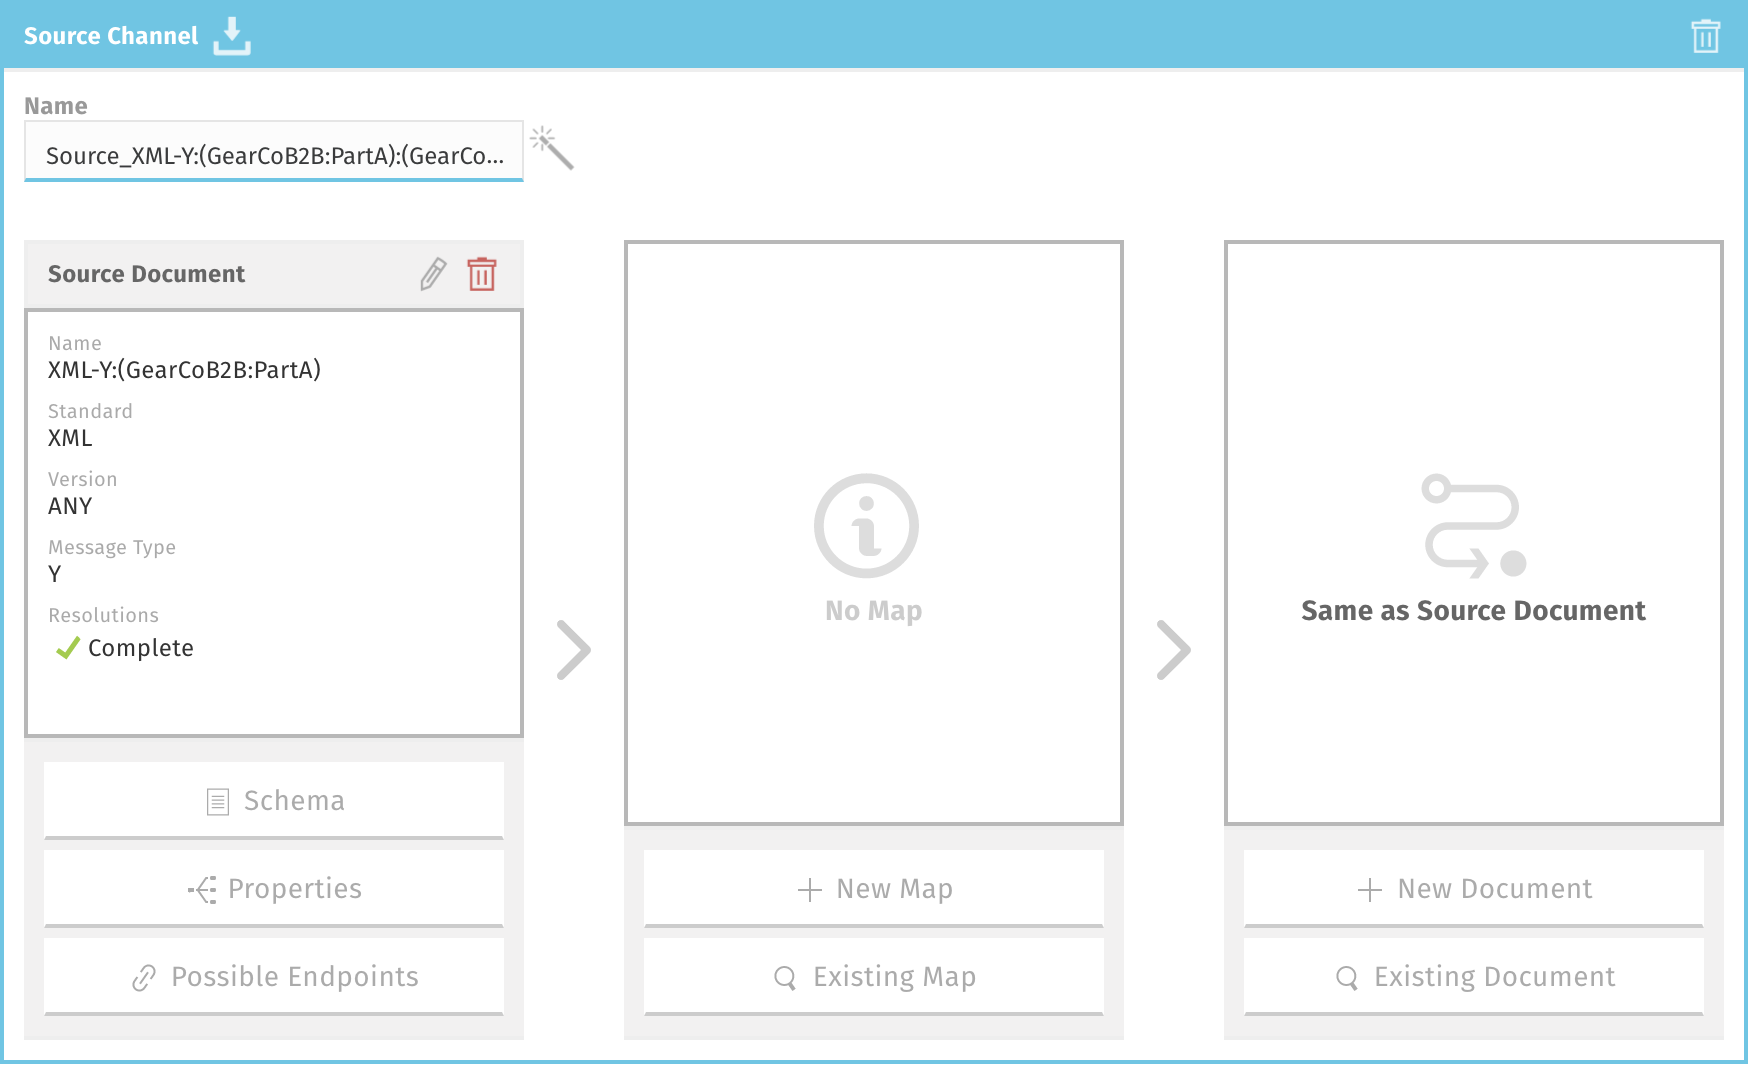 Source Channel
Name
Source_XML-Y:(GearCoB2B:PartA):(GearCo...
Source Document
Name
XML-Y:(GearCoB2B:PartA)
Standard
XML
Version
ANY
Message Type
Y
Resolutions
Complete
Schema
Properties
Possible Endpoints
No Map
New Map
Existing Map
Same as Source Document
New Document
Existing Document